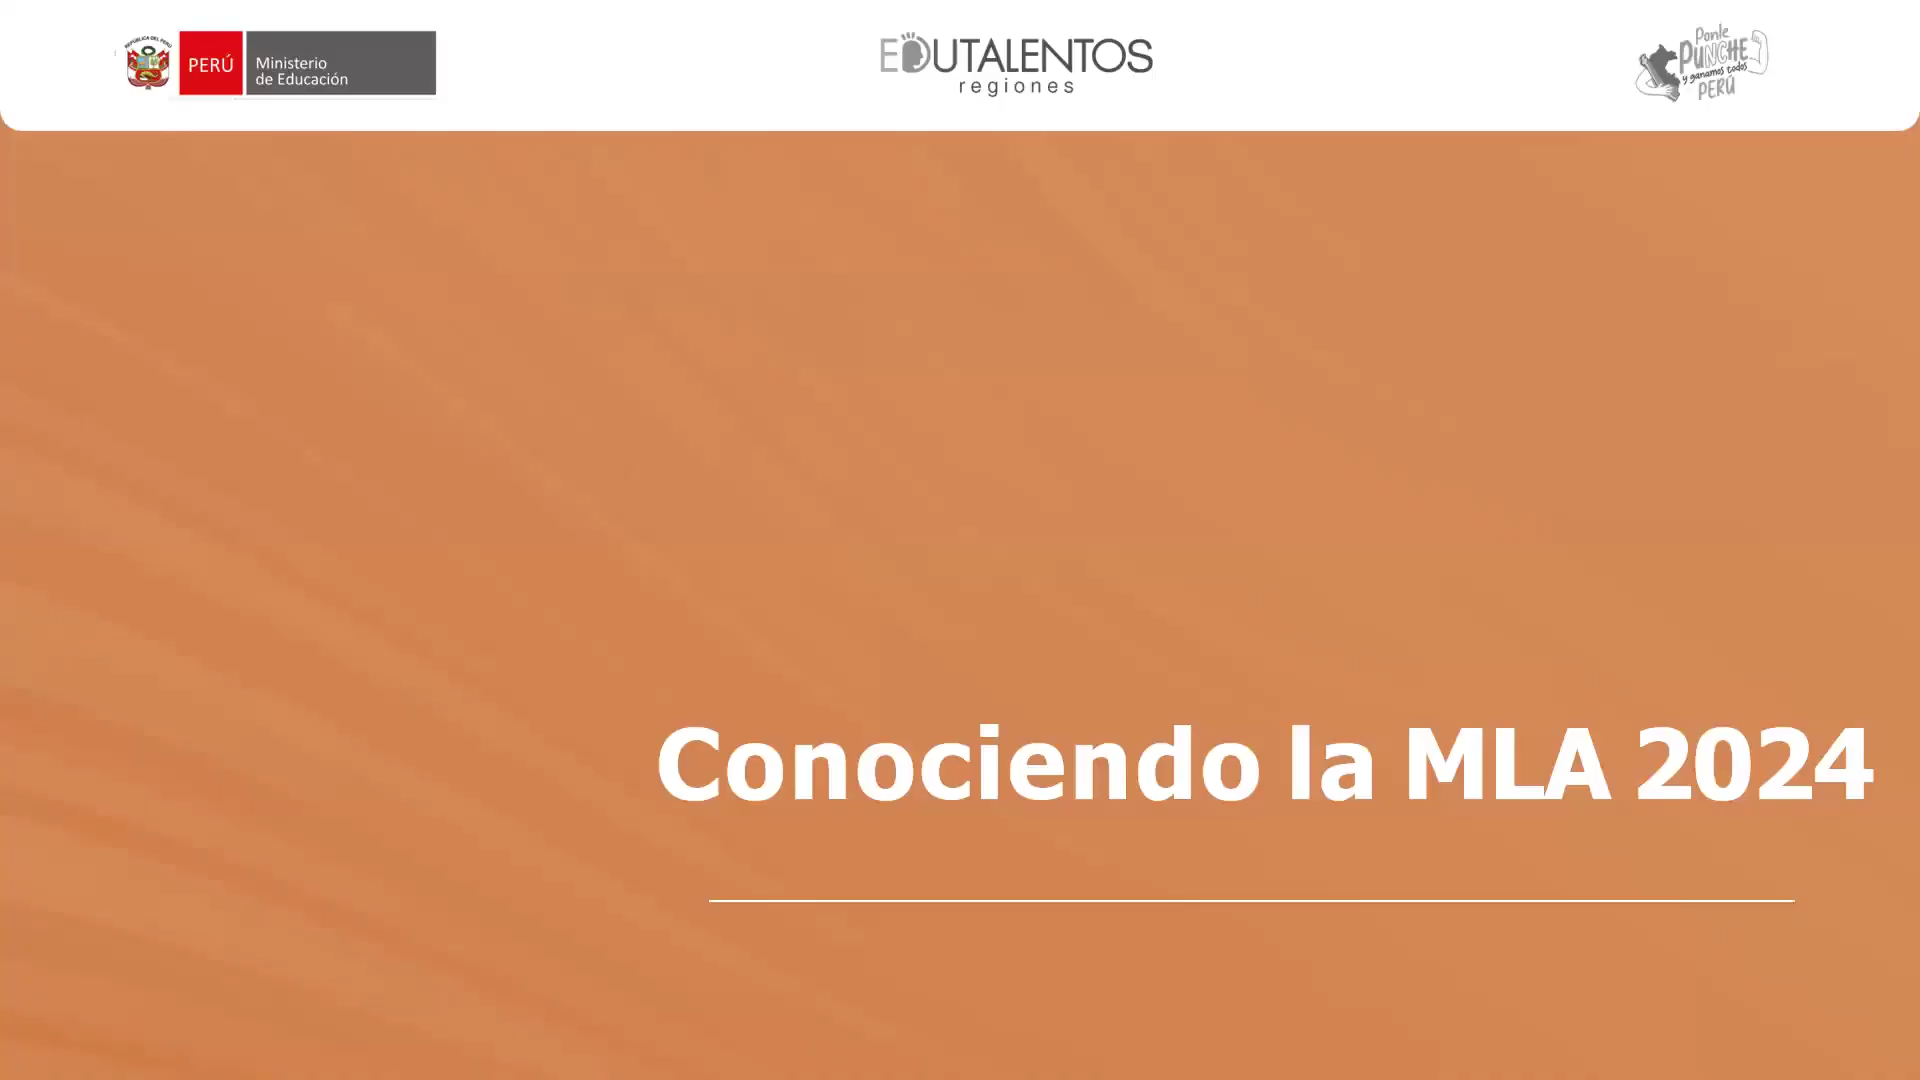 REPÚBLICA DEL PERÚ
PERÚ
Ministerio
de Educación
EDUTALENTOS
regiones
Ponle
PUNCHE
y ganamos todos
PERÚ
Conociendo la MLA 2024